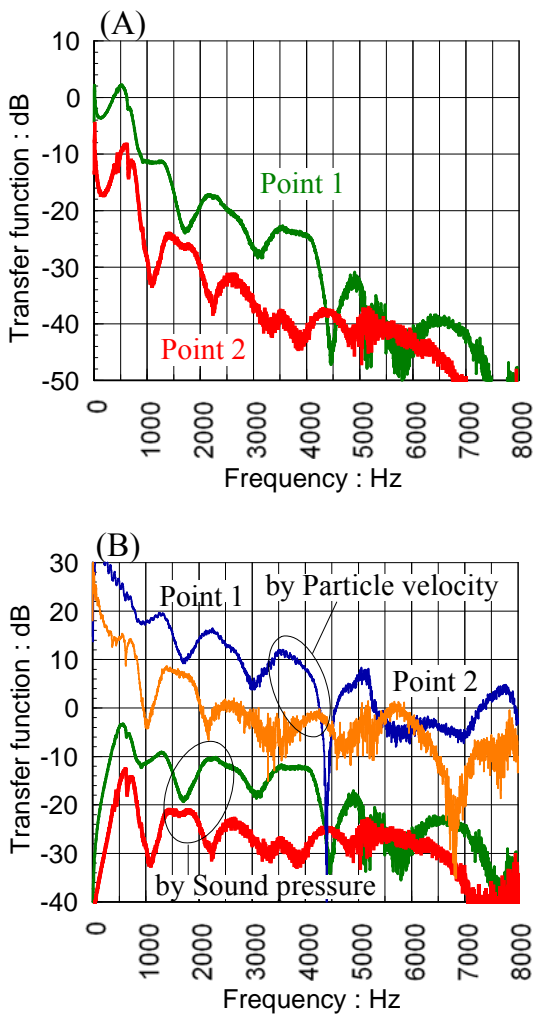 (A)
10
0
-10
-20
-30
-40
-50
Transfer function : dB
Point 1
Point 2
0 1000 2000 3000 4000 5000 6000 7000 8000
Frequency : Hz
(B)
30
20
10
0
-10
-20
-30
-40
Transfer function : dB
by Particle velocity
Point 1
Point 2
by Sound pressure
0 1000 2000 3000 4000 5000 6000 7000 8000
Frequency : Hz